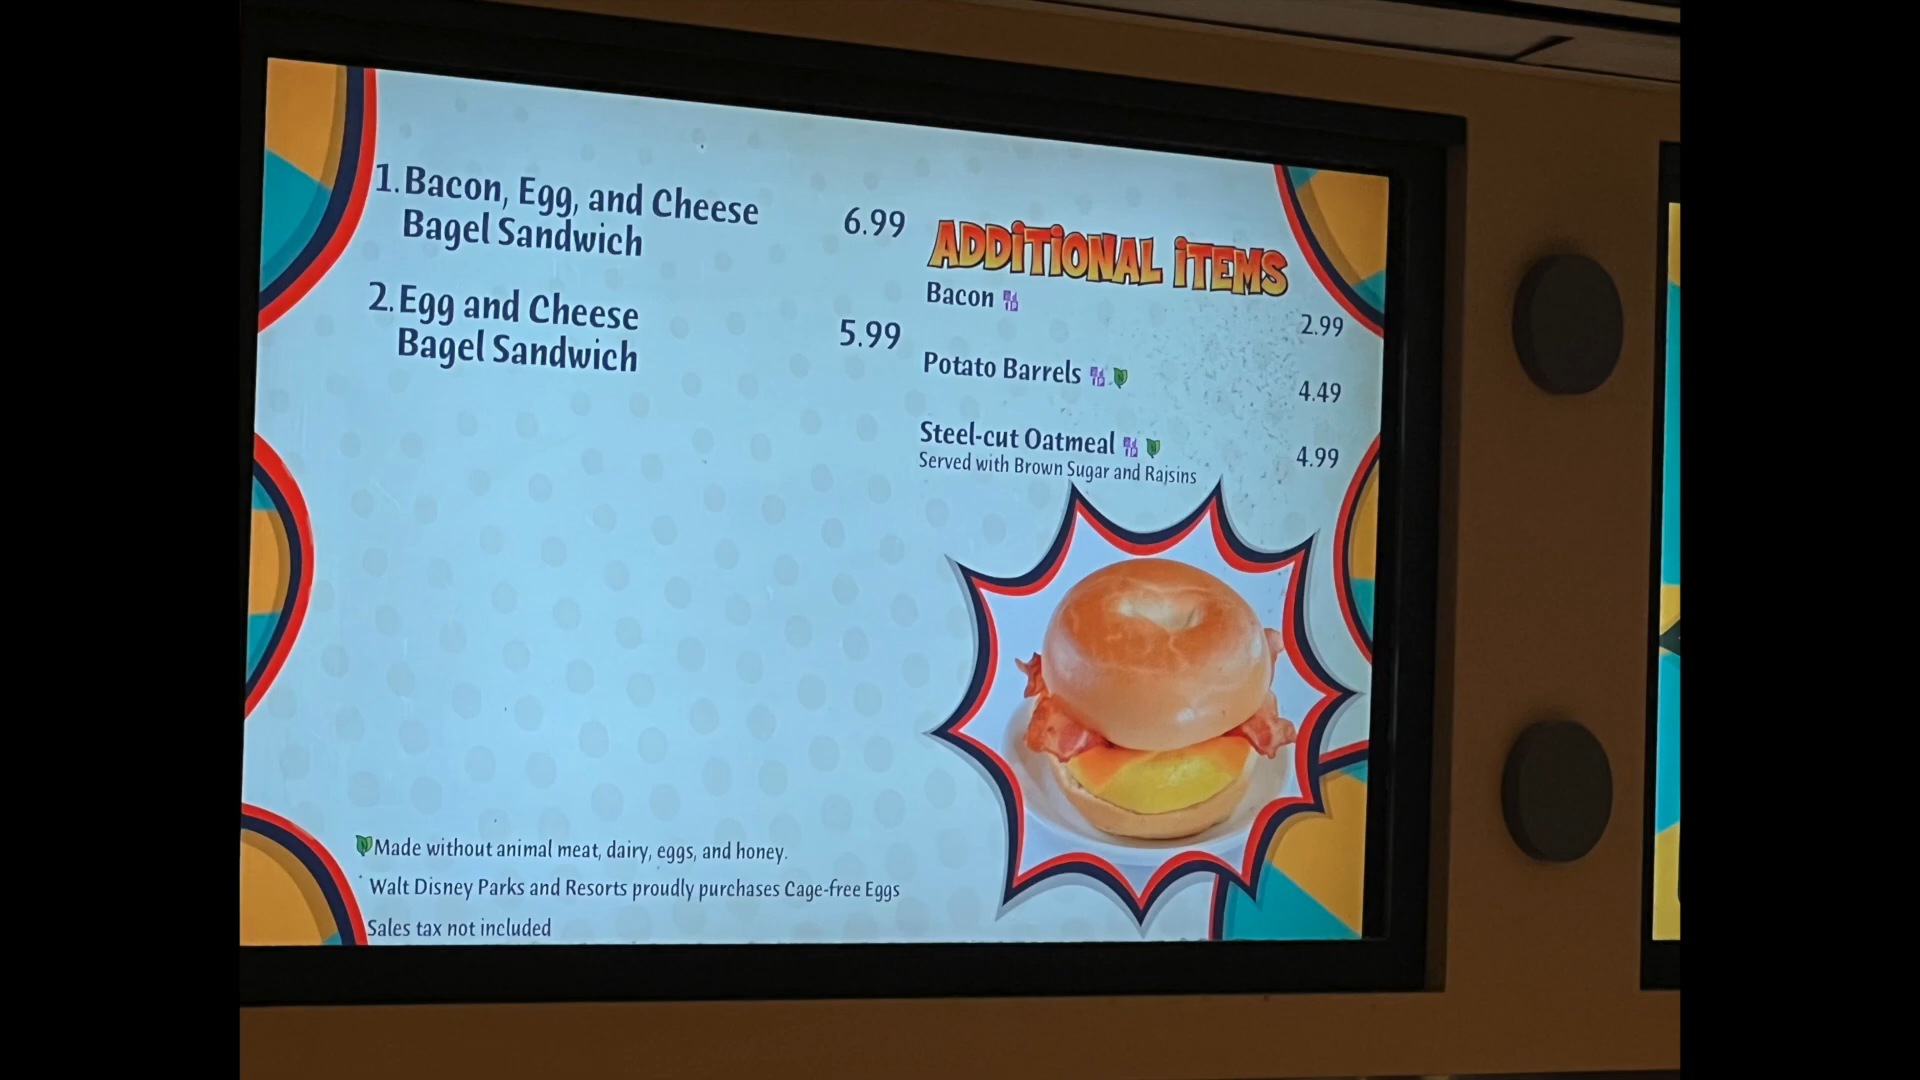 1. Bacon, Egg, and Cheese
Bagel Sandwich
6.99
2. Egg and Cheese
Bagel Sandwich
5.99
ADDITIONAL ITEMS
Bacon
2.99
Potato Barrels
4.49
Steel-cut Oatmeal
4.99
Served with Brown Sugar and Raisins
Made without animal meat, dairy, eggs, and honey.
Walt Disney Parks and Resorts proudly purchases Cage-free Eggs
Sales tax not included